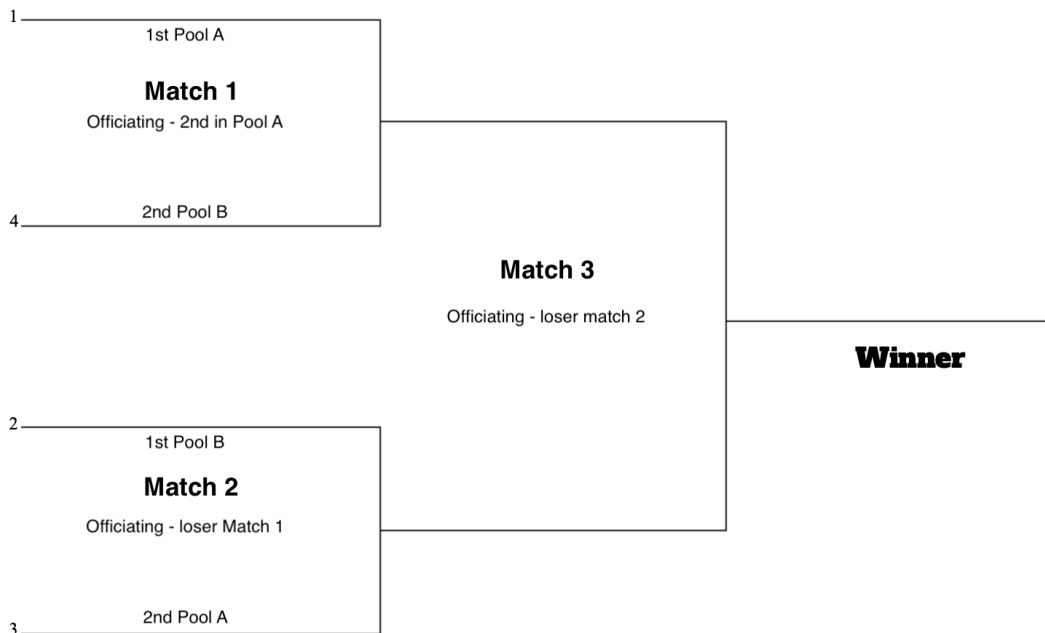 1
1st Pool A
Match 1
Officiating - 2nd in Pool A
2nd Pool B
4
Match 3
Officiating - loser match 2
Winner
2
1st Pool B
Match 2
Officiating - loser Match 1
2nd Pool A
3